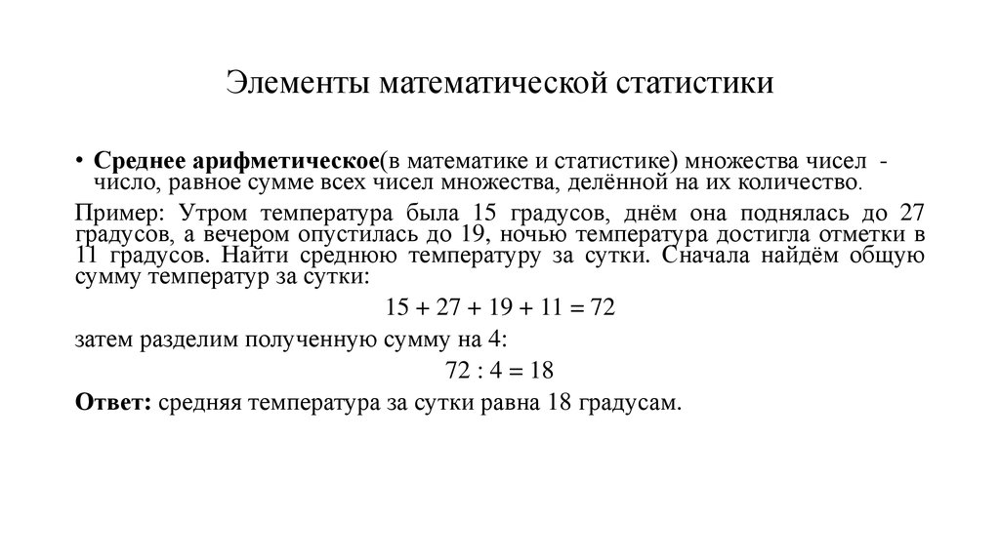 Элементы математической статистики
• Среднее арифметическое(в математике и статистике) множества чисел -
число, равное сумме всех чисел множества, делённой на их количество.
Пример: Утром температура была 15 градусов, днём она поднялась до 27
градусов, а вечером опустилась до 19, ночью температура достигла отметки в
11 градусов. Найти среднюю температуру за сутки. Сначала найдём общую
сумму температур за сутки:
15 + 27 + 19 + 11 = 72
затем разделим полученную сумму на 4:
72 : 4 = 18
Ответ: средняя температура за сутки равна 18 градусам.